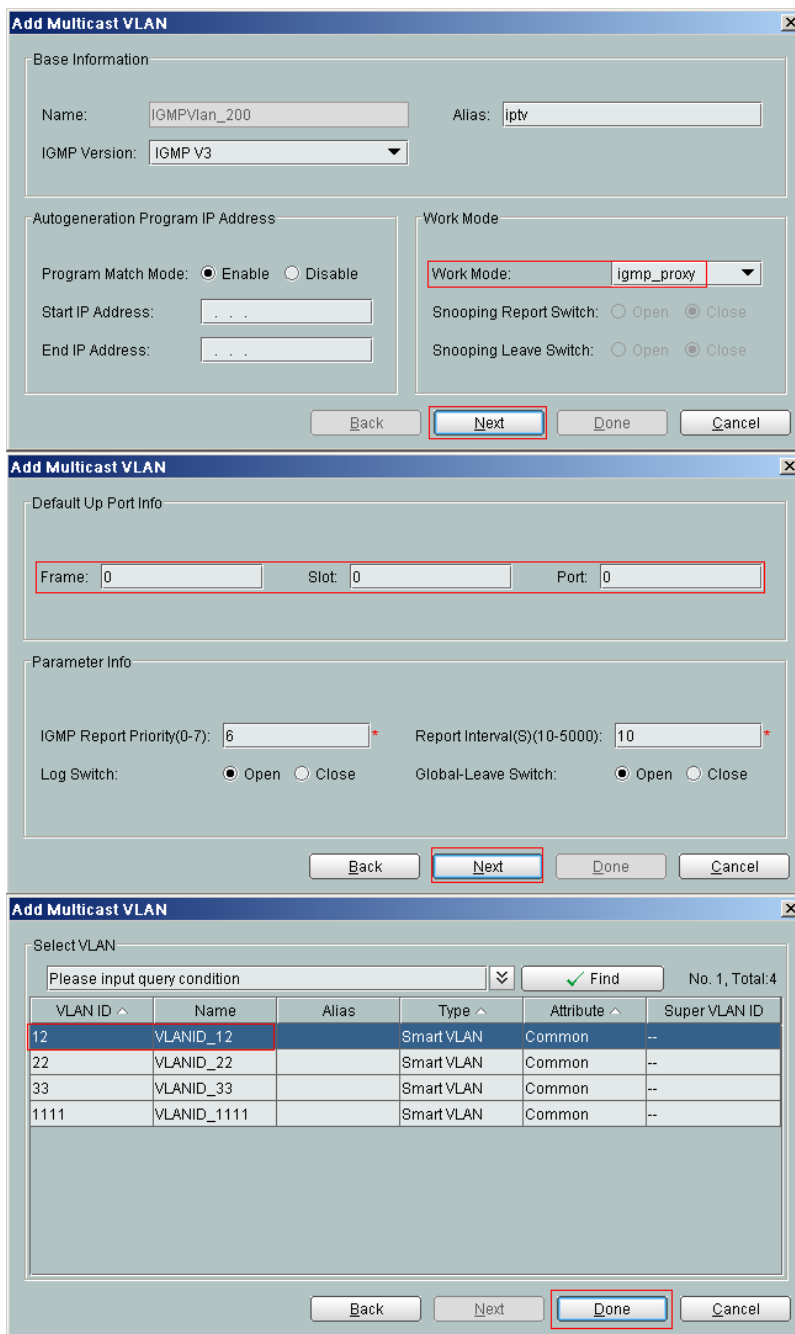 Add Multicast VLAN
Base Information
Name: IGMPVlan_200 Alias: iptv
IGMP Version: IGMP V3
Autogeneration Program IP Address Work Mode
Program Match Mode: Enable Disable Work Mode: igmp_proxy
Start IP Address: . . . Snooping Report Switch: Open Close
End IP Address: . . . Snooping Leave Switch: Open Close
Back Next Done Cancel
Add Multicast VLAN
Default Up Port Info
Frame: 0 Slot: 0 Port: 0
Parameter Info
IGMP Report Priority(0-7): 6 * Report Interval(S)(10-5000): 10 *
Log Switch: Open Close Global-Leave Switch: Open Close
Back Next Done Cancel
Add Multicast VLAN
Select VLAN
Please input query condition Find No. 1, Total:4
VLAN ID Name Alias Type Attribute Super VLAN ID
12 VLANID_12 Smart VLAN Common --
22 VLANID_22 Smart VLAN Common --
33 VLANID_33 Smart VLAN Common --
1111 VLANID_1111 Smart VLAN Common --
Back Next Done Cancel